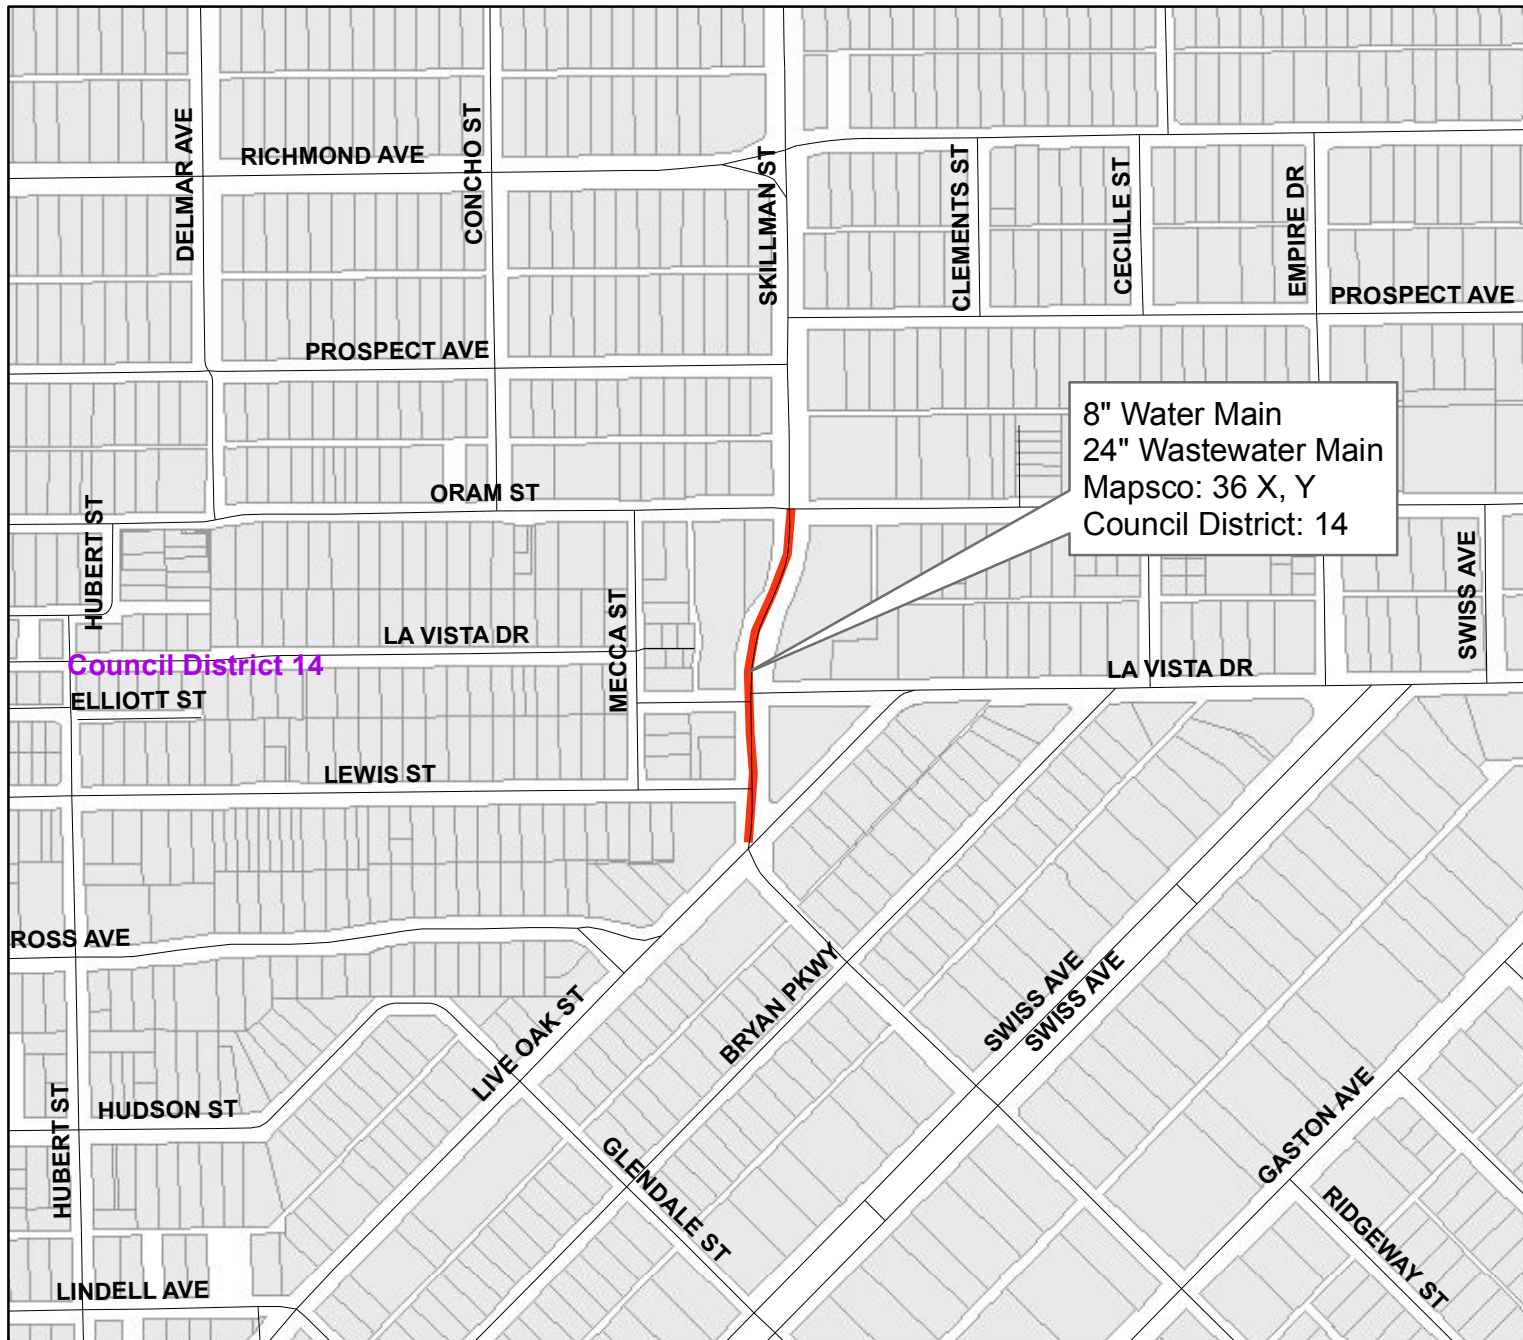 DELMAR AVE
RICHMOND AVE
CONCHO ST
SKILLMAN ST
CLEMENTS ST
CECILLE ST
EMPIRE DR
PROSPECT AVE
PROSPECT AVE
8" Water Main
24" Wastewater Main
Mapsco: 36 X, Y
Council District: 14
ORAM ST
HUBERT ST
SWISS AVE
MECCA ST
LA VISTA DR
Council District 14
LA VISTA DR
ELLIOTT ST
LEWIS ST
ROSS AVE
LIVE OAK ST
BRYAN PKWY
SWISS AVE
SWISS AVE
HUDSON ST
HUBERT ST
GLENDALE ST
GASTON AVE
RIDGEWAY ST
LINDELL AVE